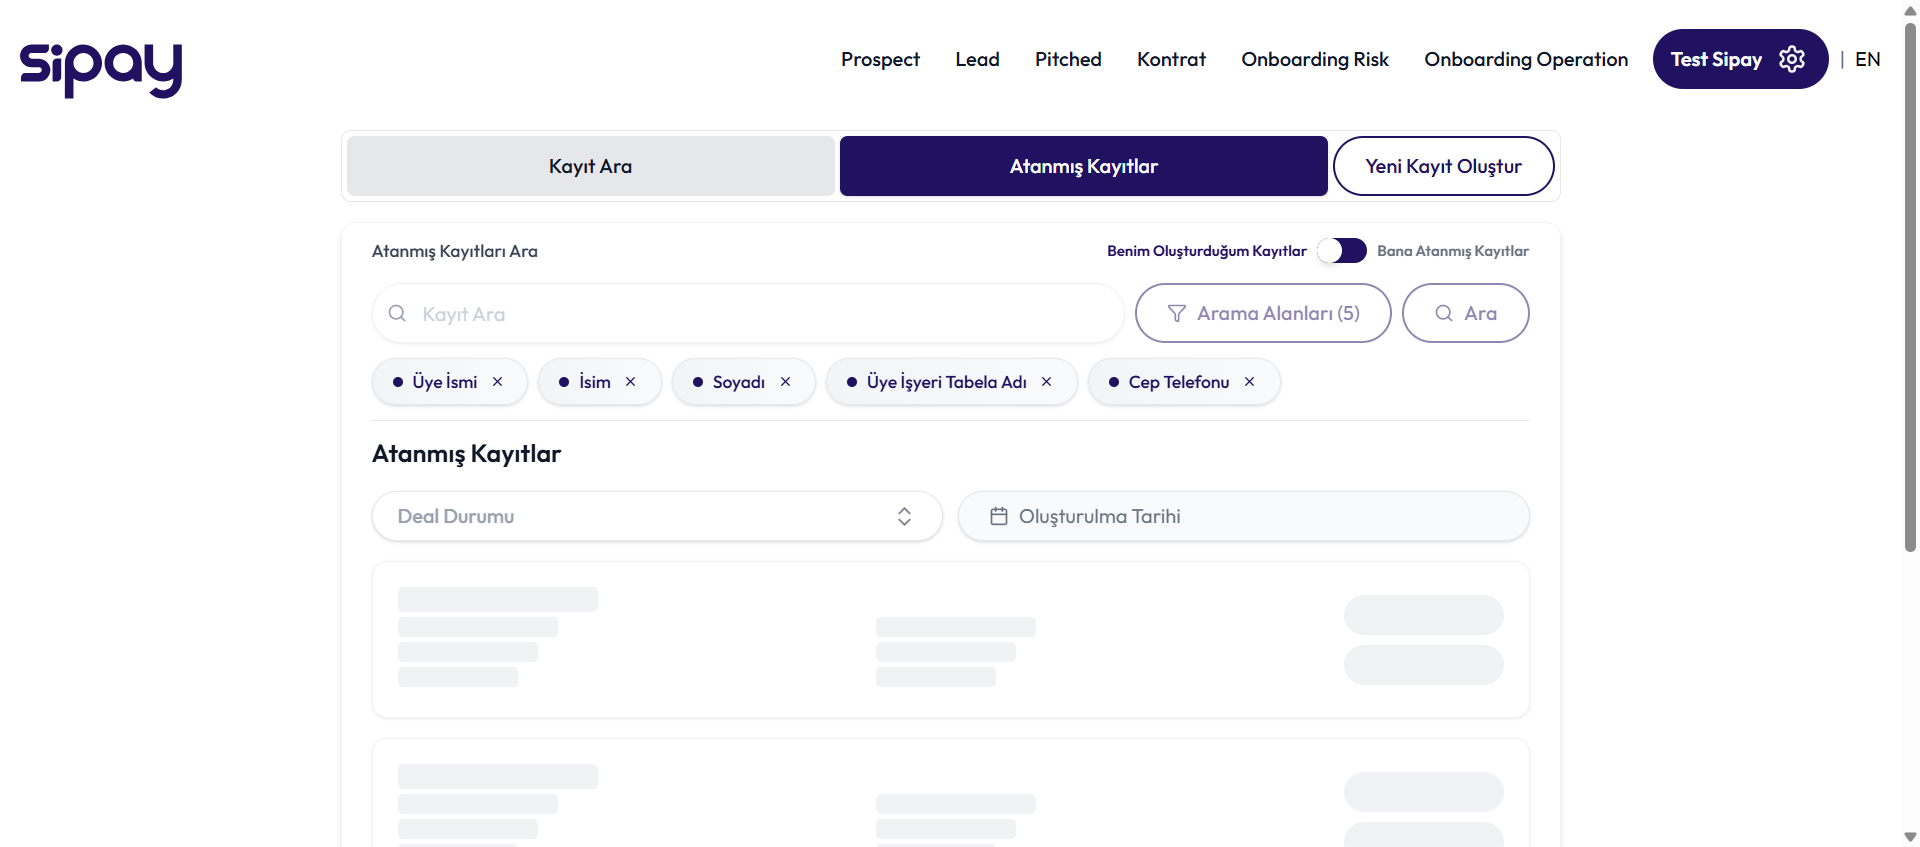 sipay
Prospect Lead Pitched Kontrat Onboarding Risk Onboarding Operation Test Sipay | EN
Kayıt Ara Atanmış Kayıtlar Yeni Kayıt Oluştur
Atanmış Kayıtları Ara Benim Oluşturduğum Kayıtlar Bana Atanmış Kayıtlar
Kayıt Ara Arama Alanları (5) Ara
Üye İsmi × İsim × Soyadı × Üye İşyeri Tabela Adı × Cep Telefonu ×
Atanmış Kayıtlar
Deal Durumu Oluşturulma Tarihi